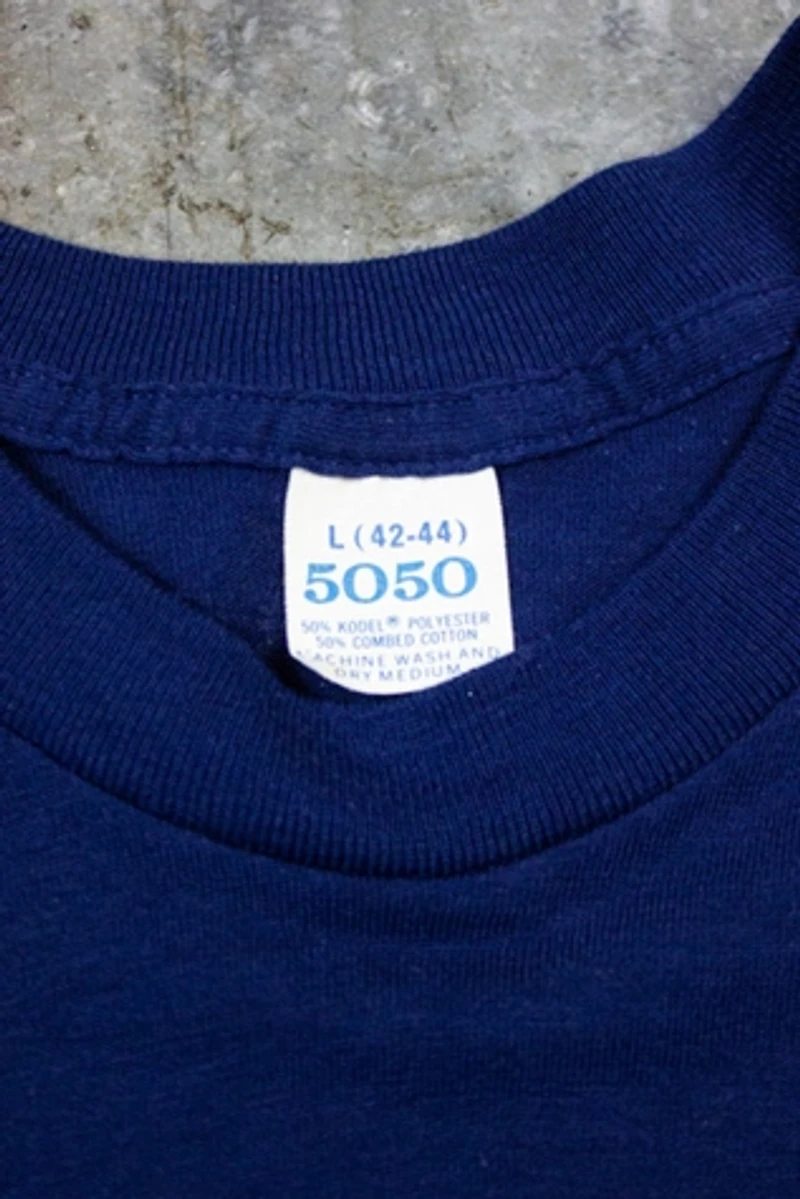 L (42-44)
5050
50% KODEL® POLYESTER
50% COMBED COTTON
MACHINE WASH AND
DRY MEDIUM